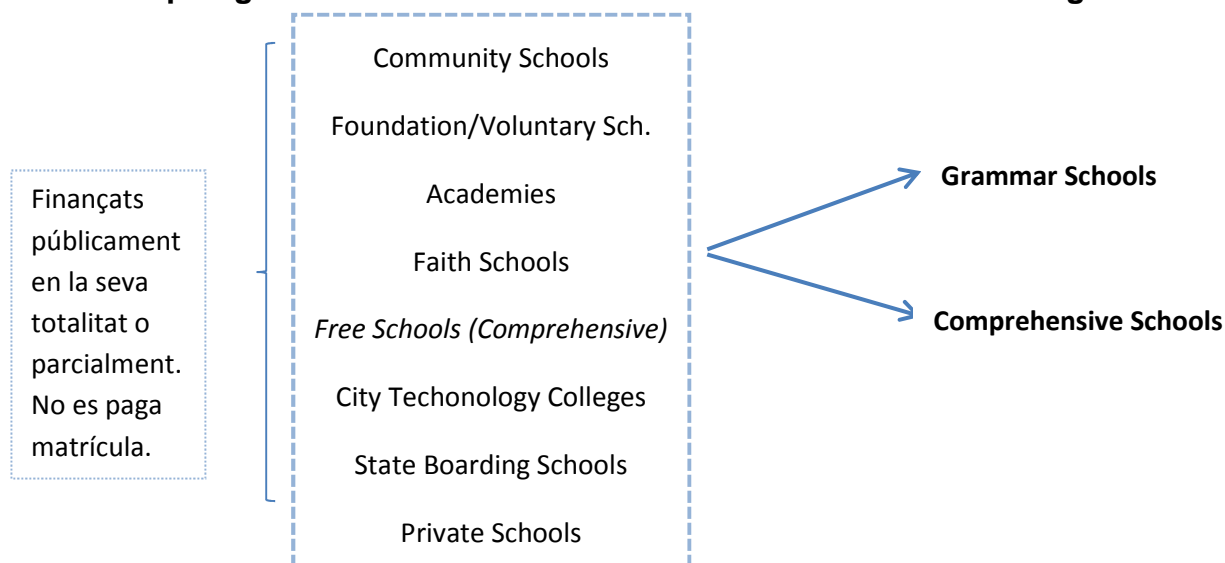 Community Schools
Foundation/Voluntary Sch.
Academies
Faith Schools
Free Schools (Comprehensive)
City Techonology Colleges
State Boarding Schools
Private Schools
Finançats
públicament
en la seva
totalitat o
parcialment.
No es paga
matrícula.
Grammar Schools
Comprehensive Schools